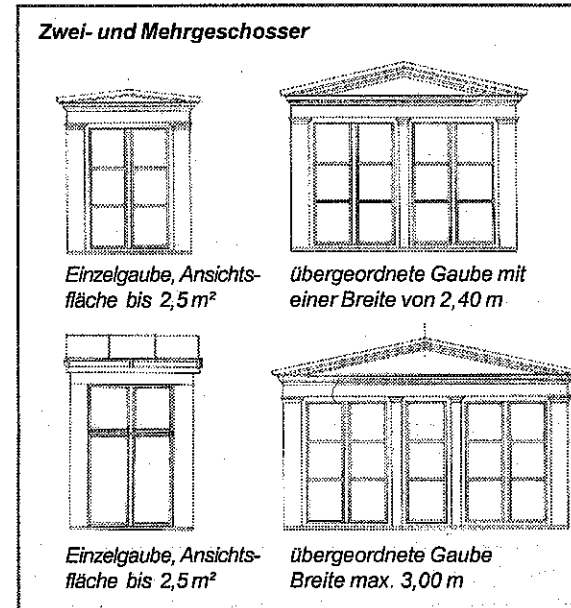 Zwei- und Mehrgeschosser
Einzelgaube, Ansichts-
fläche bis 2,5 m²
übergeordnete Gaube mit
einer Breite von 2,40 m
Einzelgaube, Ansichts-
fläche bis 2,5 m²
übergeordnete Gaube
Breite max. 3,00 m